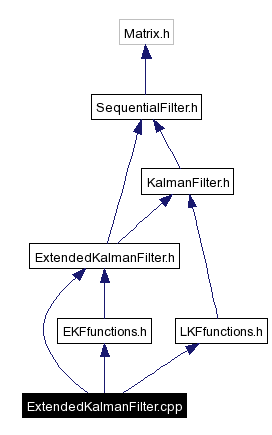 Matrix.h
SequentialFilter.h
KalmanFilter.h
ExtendedKalmanFilter.h
EKFfunctions.h
LKFfunctions.h
ExtendedKalmanFilter.cpp